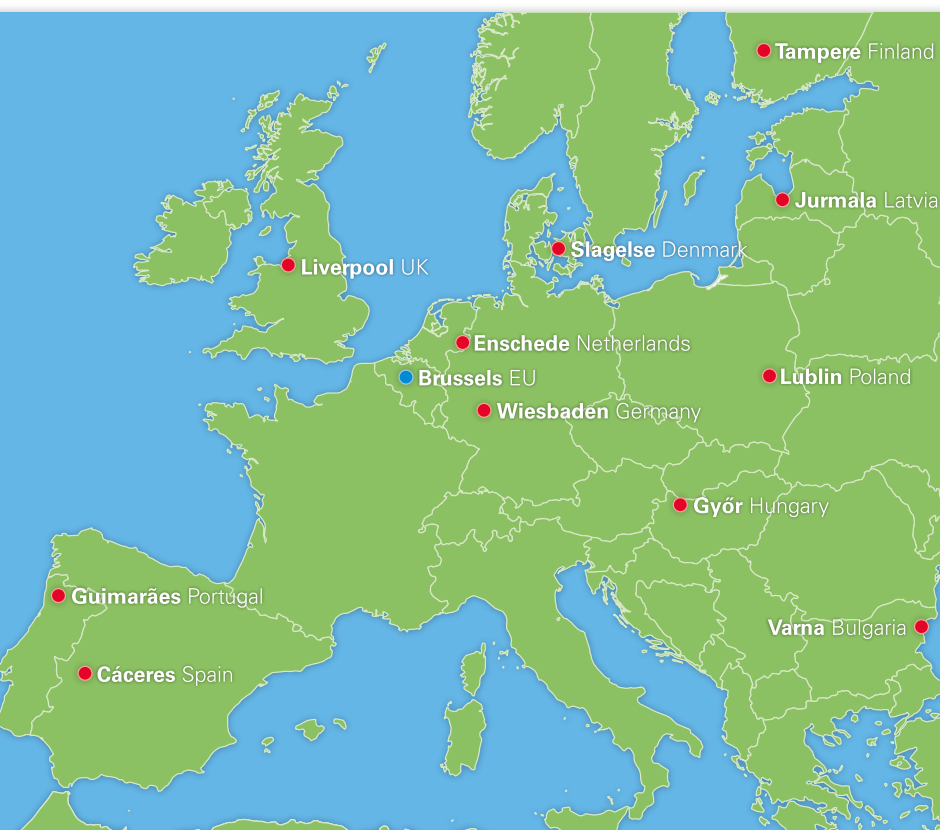 Tampere Finland
Jurmala Latvia
Slagelse Denmark
Liverpool UK
Enschede Netherlands
Brussels EU
Lublin Poland
Wiesbaden Germany
Győr Hungary
Guimarães Portugal
Varna Bulgaria
Cáceres Spain